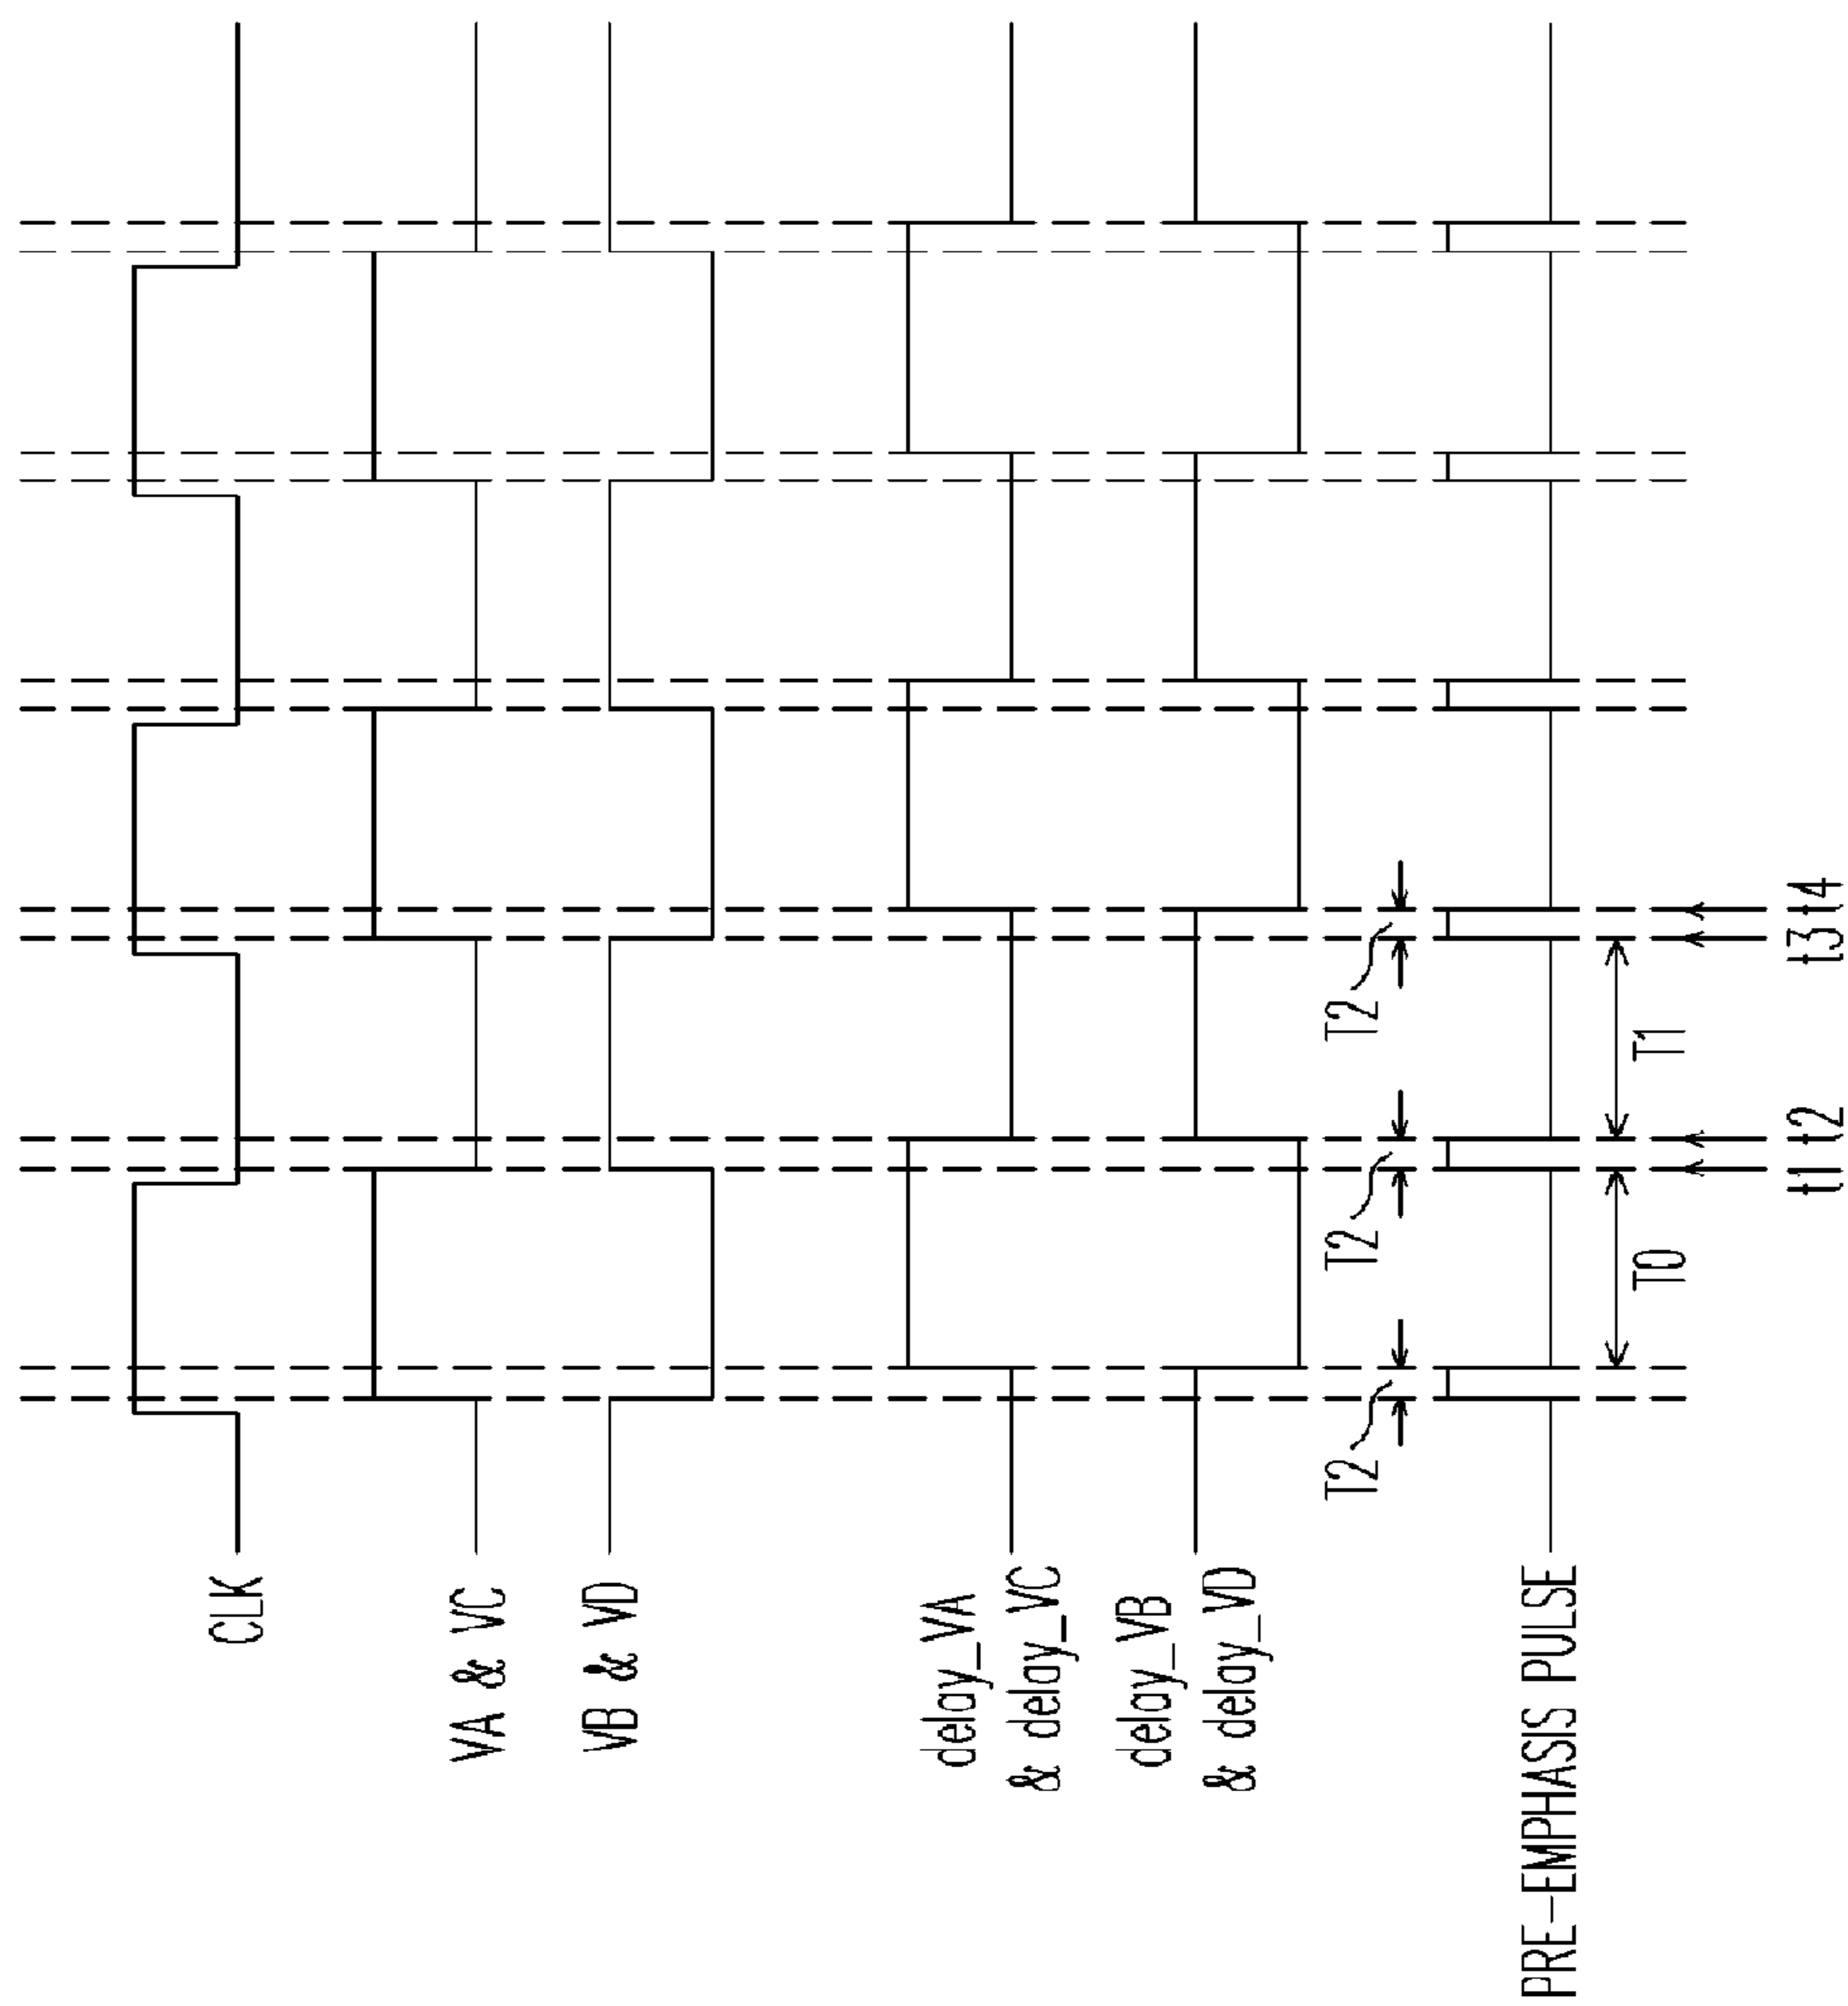 CLK
VA & VC
VB & VD
delay_VA
& delay_VC
delay_VB
& delay_VD
T2
T2
T2
PRE-EMPHASIS PULSE
T0
T1
t1 t2
t3 t4